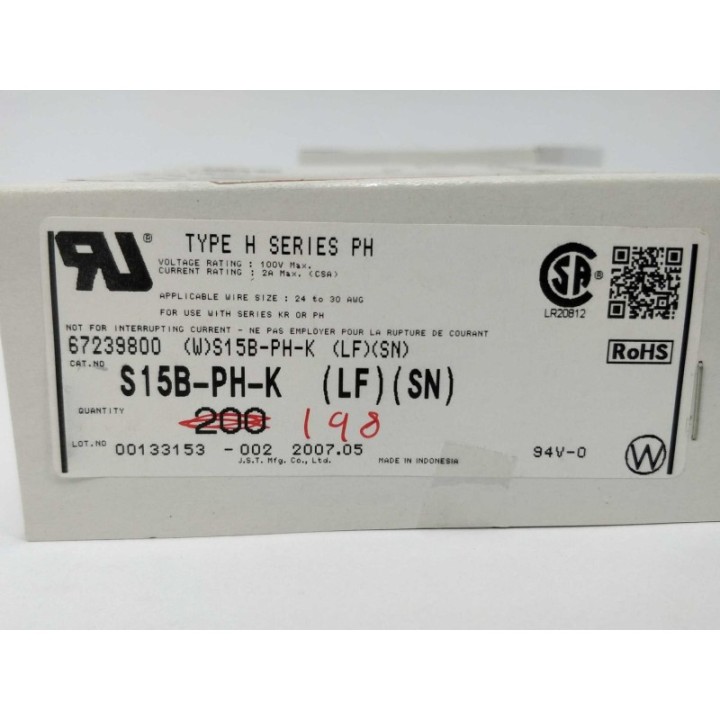 TYPE H SERIES PH
VOLTAGE RATING : 100V Max.
CURRENT RATING : 2A Max. (CSA)
APPLICABLE WIRE SIZE : 24 to 30 AWG
FOR USE WITH SERIES KR OR PH
NOT FOR INTERRUPTING CURRENT - NE PAS EMPLOYER POUR LA RUPTURE DE COURANT
RU ®
SA ®
LR20812
67239800 (W)S15B-PH-K (LF)(SN)
RoHS
CAT.NO S15B-PH-K (LF)(SN)
QUANTITY 200 198
LOT.NO 00133153 -002 2007.05
J.S.T. Mfg. Co., Ltd. MADE IN INDONESIA
94V-0
W